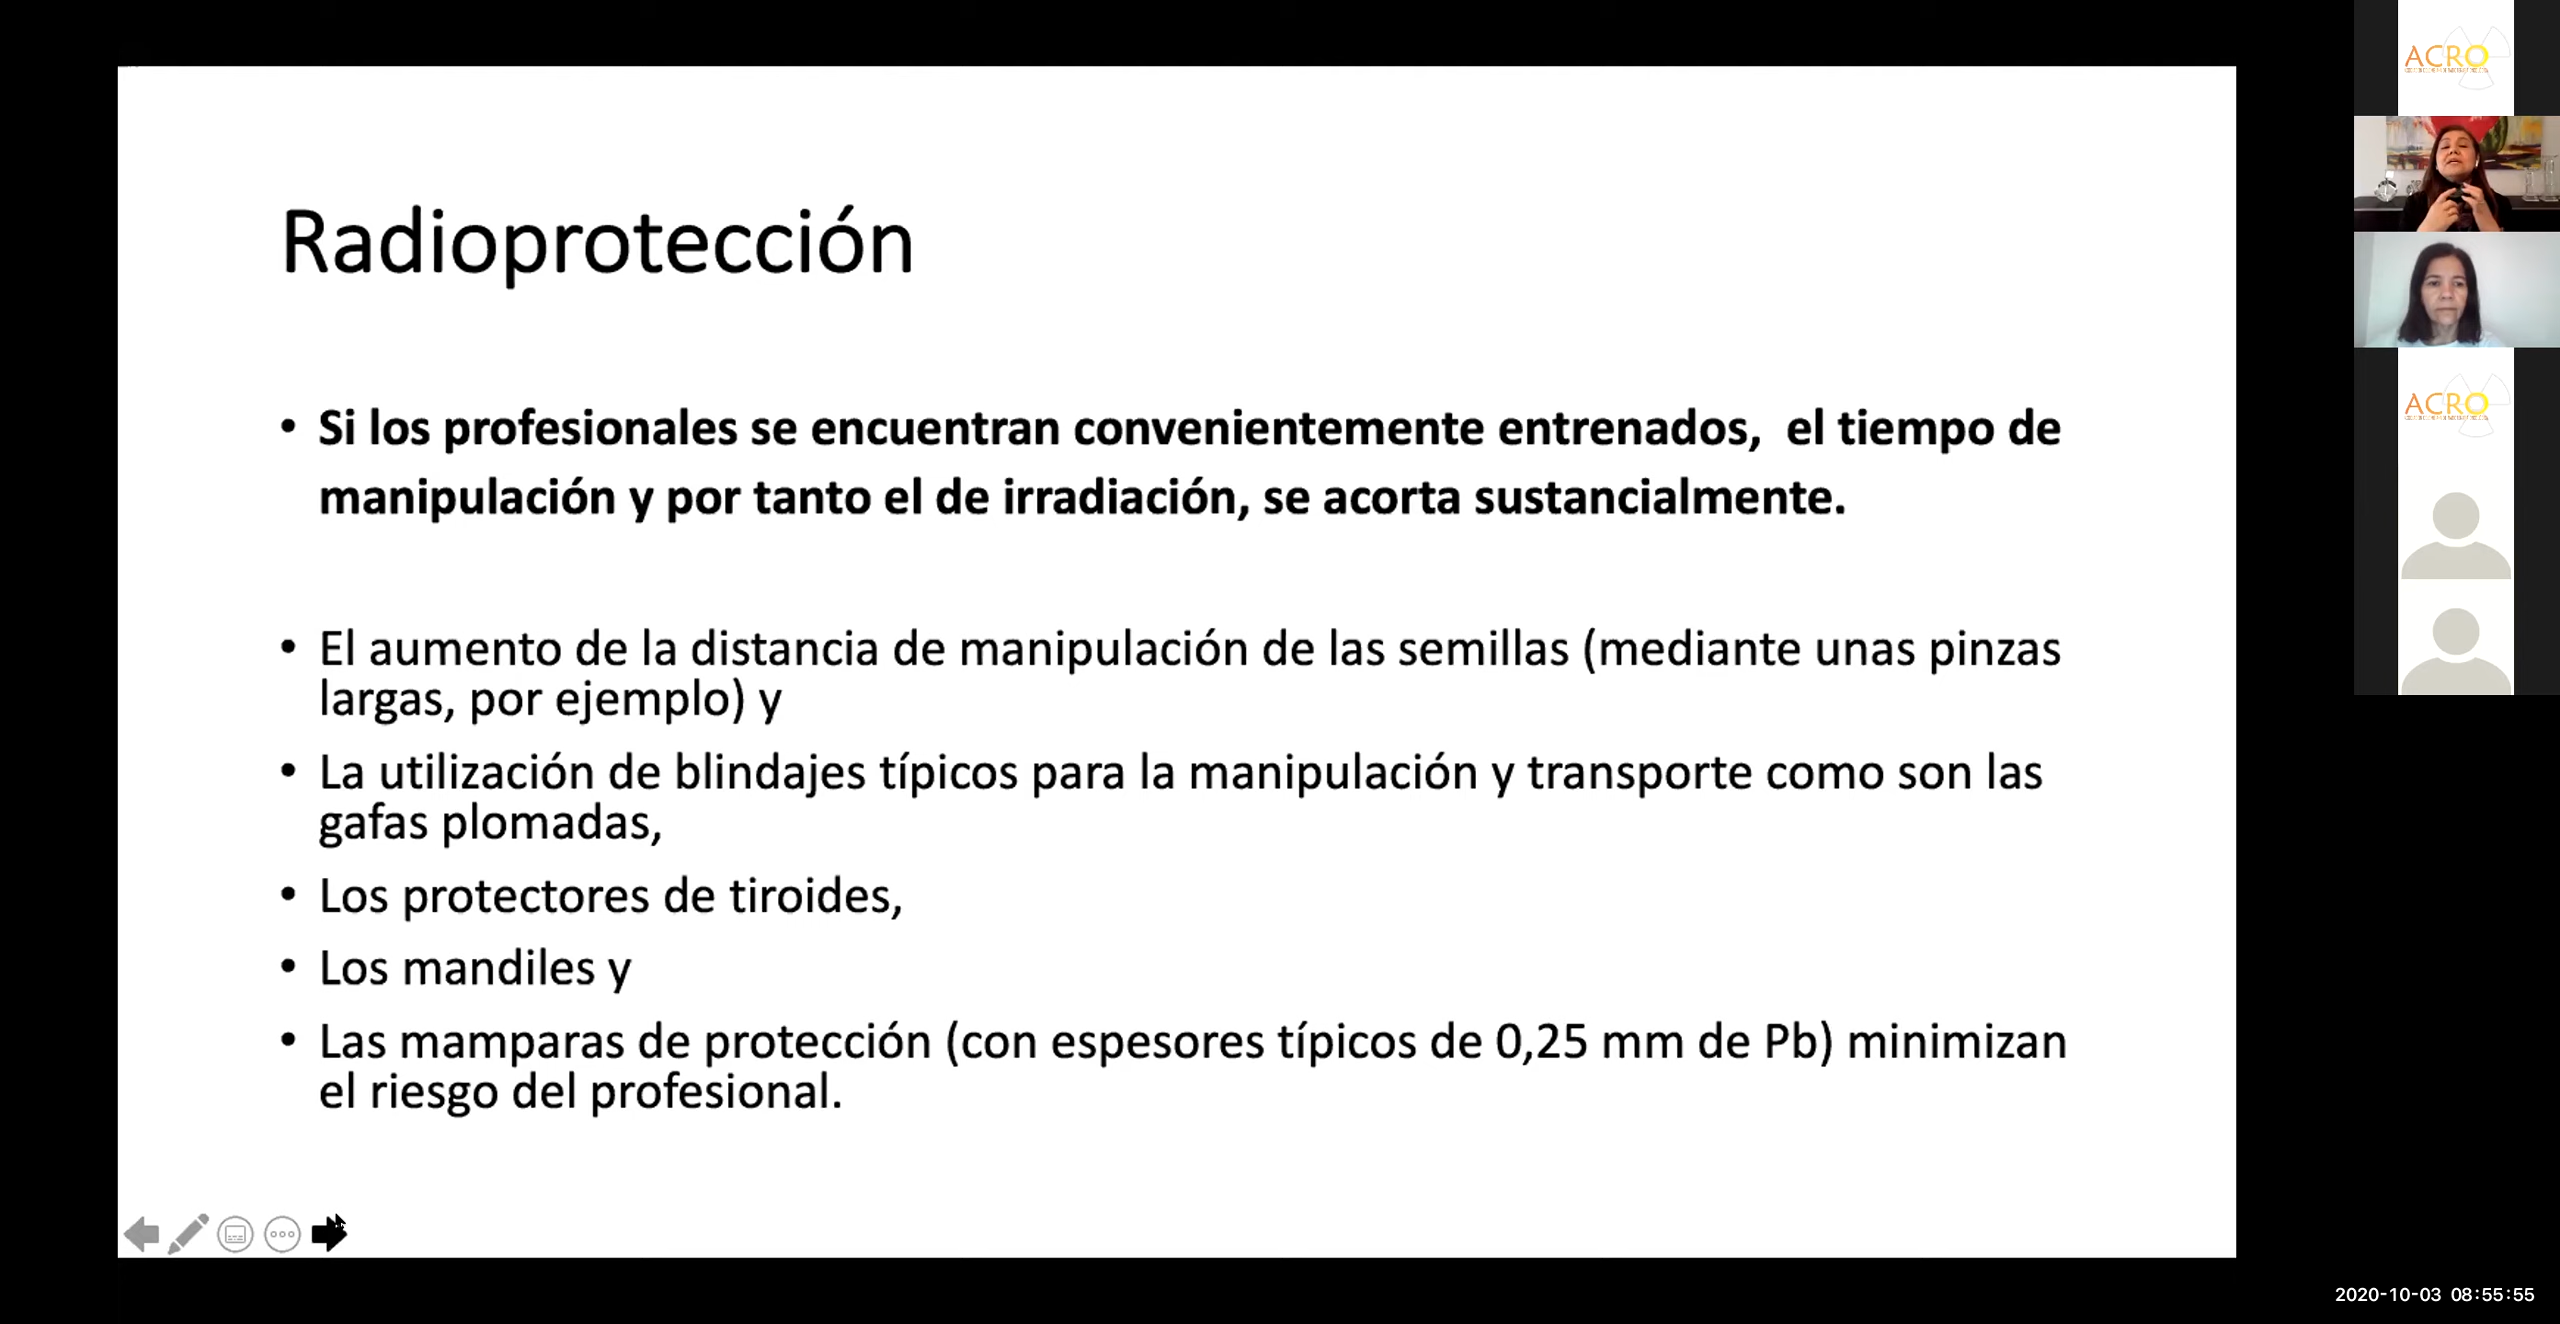 Radioprotección
• Si los profesionales se encuentran convenientemente entrenados,  el tiempo de
manipulación y por tanto el de irradiación, se acorta sustancialmente.
• El aumento de la distancia de manipulación de las semillas (mediante unas pinzas
largas, por ejemplo) y
• La utilización de blindajes típicos para la manipulación y transporte como son las
gafas plomadas,
• Los protectores de tiroides,
• Los mandiles y
• Las mamparas de protección (con espesores típicos de 0,25 mm de Pb) minimizan
el riesgo del profesional.
ACRO
ACRO
2020-10-03 08:55:55